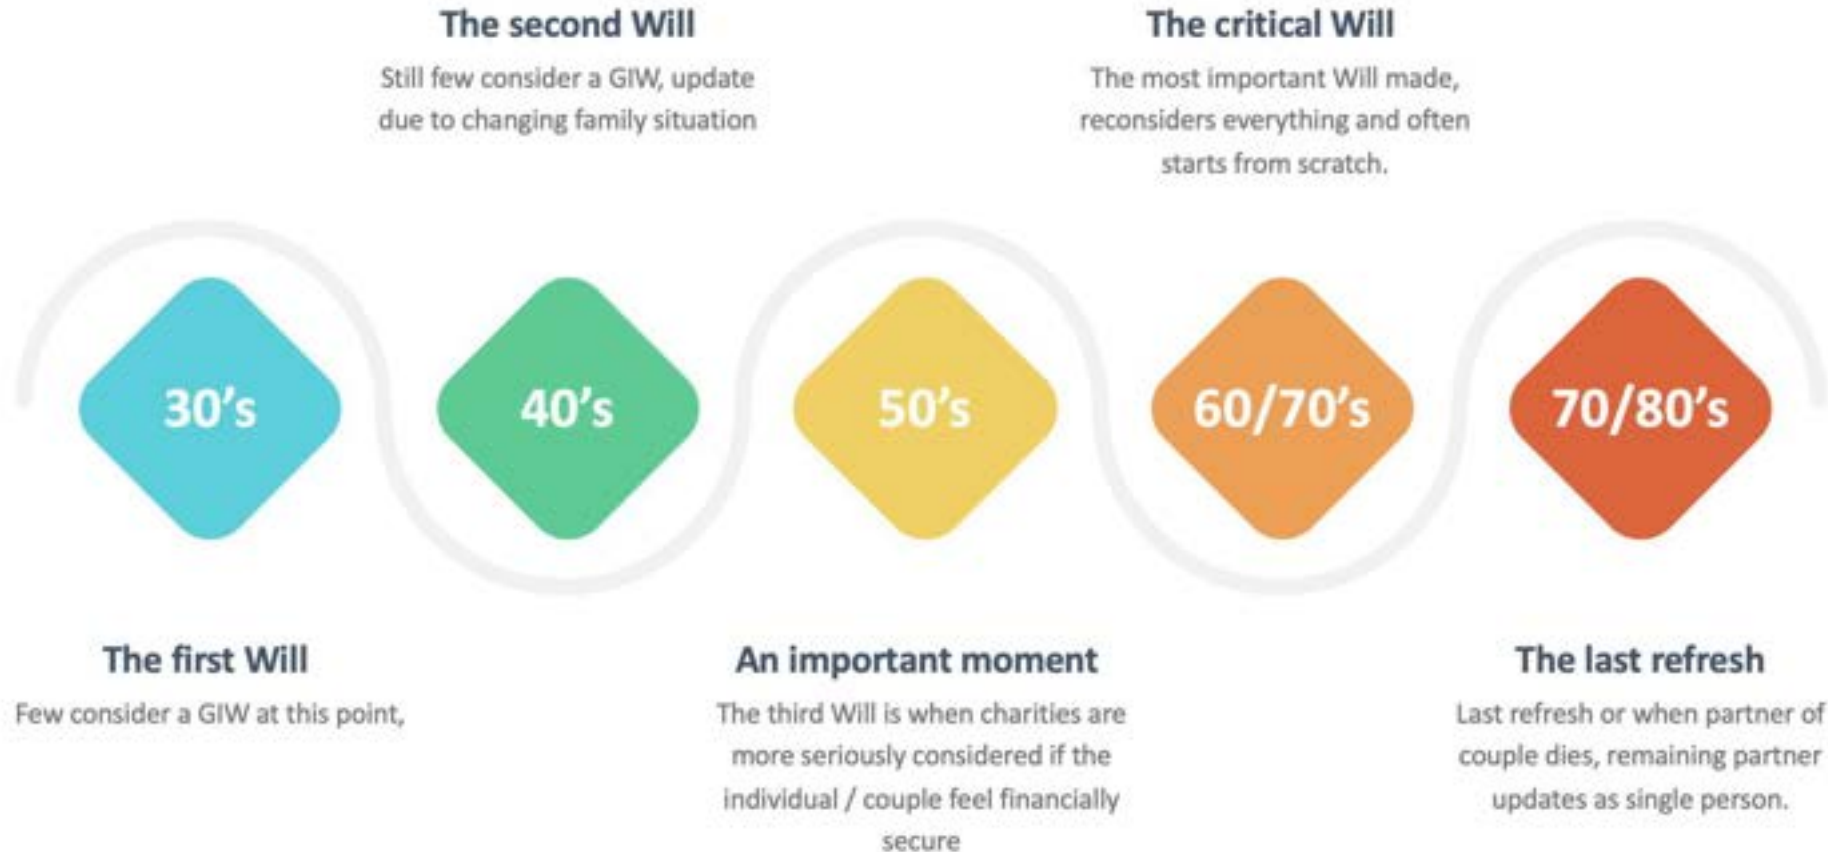 The second Will
Still few consider a GIW, update
due to changing family situation
The critical Will
The most important Will made,
reconsiders everything and often
starts from scratch.
30's
40's
50's
60/70's
70/80's
The first Will
Few consider a GIW at this point,
An important moment
The third Will is when charities are
more seriously considered if the
individual / couple feel financially
secure
The last refresh
Last refresh or when partner of
couple dies, remaining partner
updates as single person.